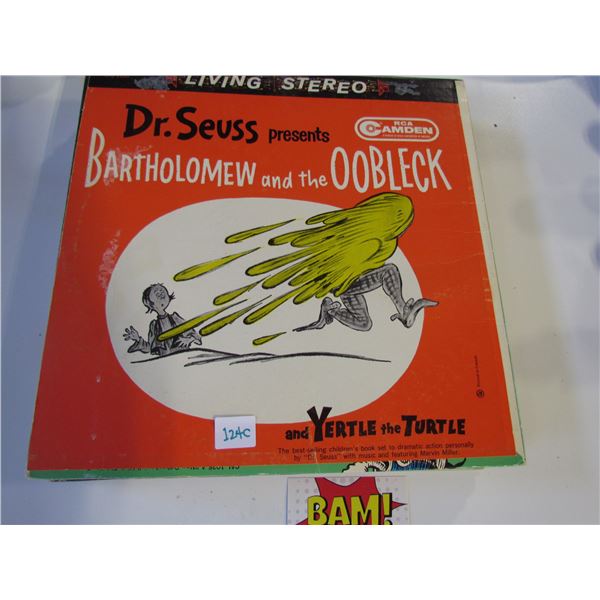 LIVING STEREO
Dr. Seuss presents
RCA
CAMDEN
BARTHOLOMEW and the OOBLECK
124C
and YERTLE the TURTLE
The best-selling children's book set to dramatic action personally
by "Dr. Seuss" with music and featuring Marvin Miller.
BAM!